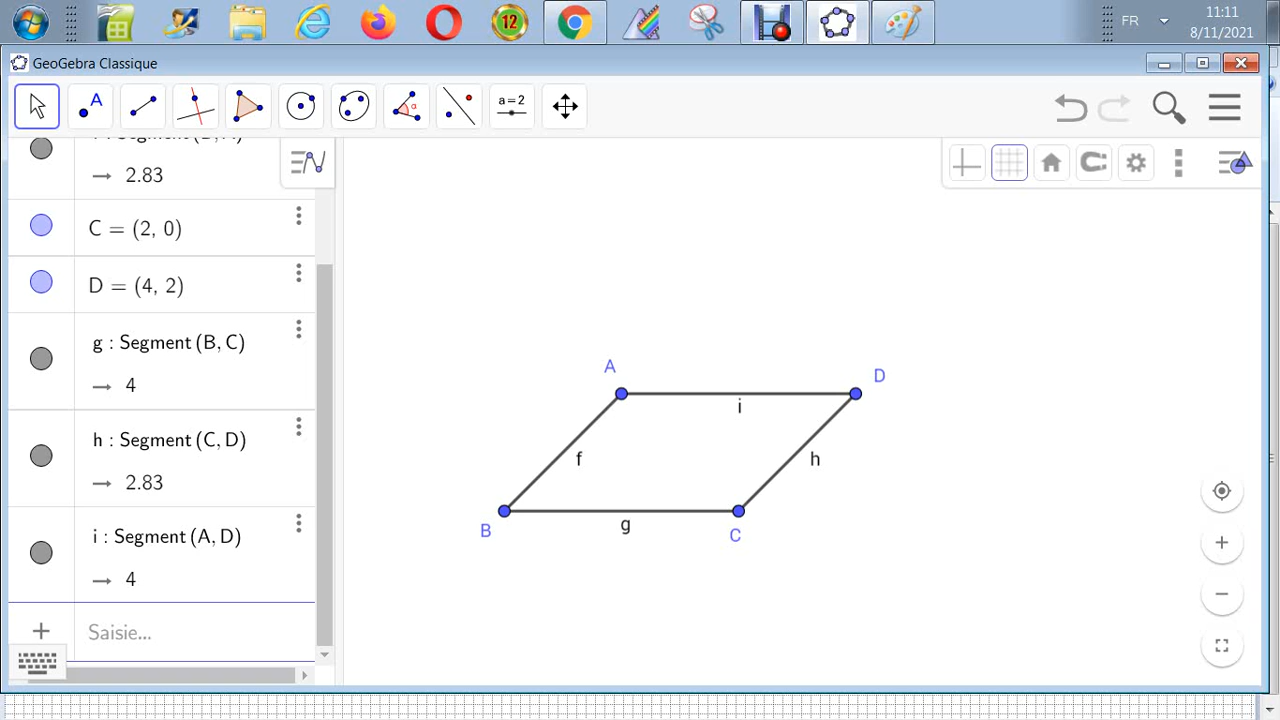 12
FR
11:11
8/11/2021
GeoGebra Classique
A
α
a=2
→ 2.83
C = (2, 0)
D = (4, 2)
g : Segment (B, C)
→ 4
h : Segment (C, D)
→ 2.83
i : Segment (A, D)
→ 4
+ Saisie...
A
D
i
f
h
B
g
C